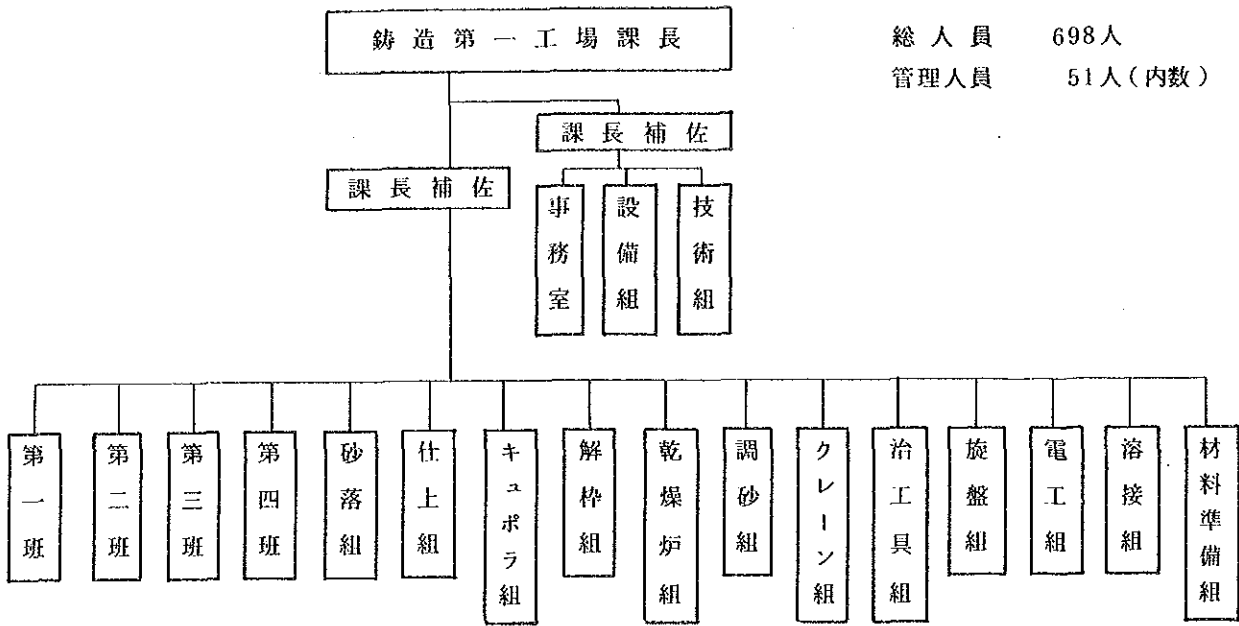 鋳造第一工場課長
総人員 698人
管理人員 51人(内数)
課長補佐
課長補佐
事務室
設備組
技術組
第一班
第二班
第三班
第四班
砂落組
仕上組
キュポラ組
解枠組
乾燥炉組
調砂組
クレーン組
治工具組
旋盤組
電工組
溶接組
材料準備組